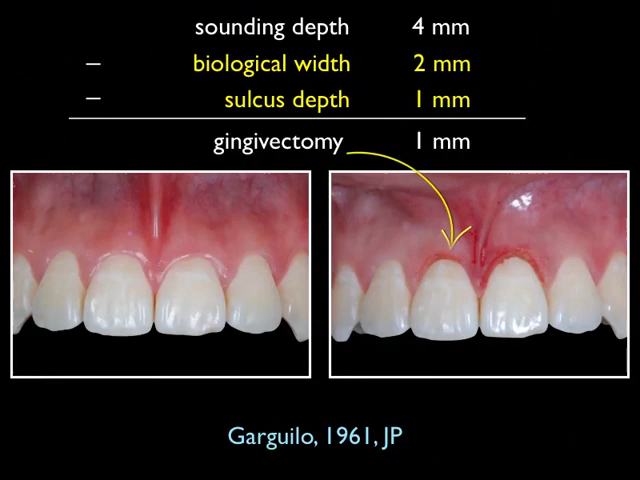 sounding depth 4 mm
– biological width 2 mm
– sulcus depth 1 mm
gingivectomy 1 mm
Garguilo, 1961, JP